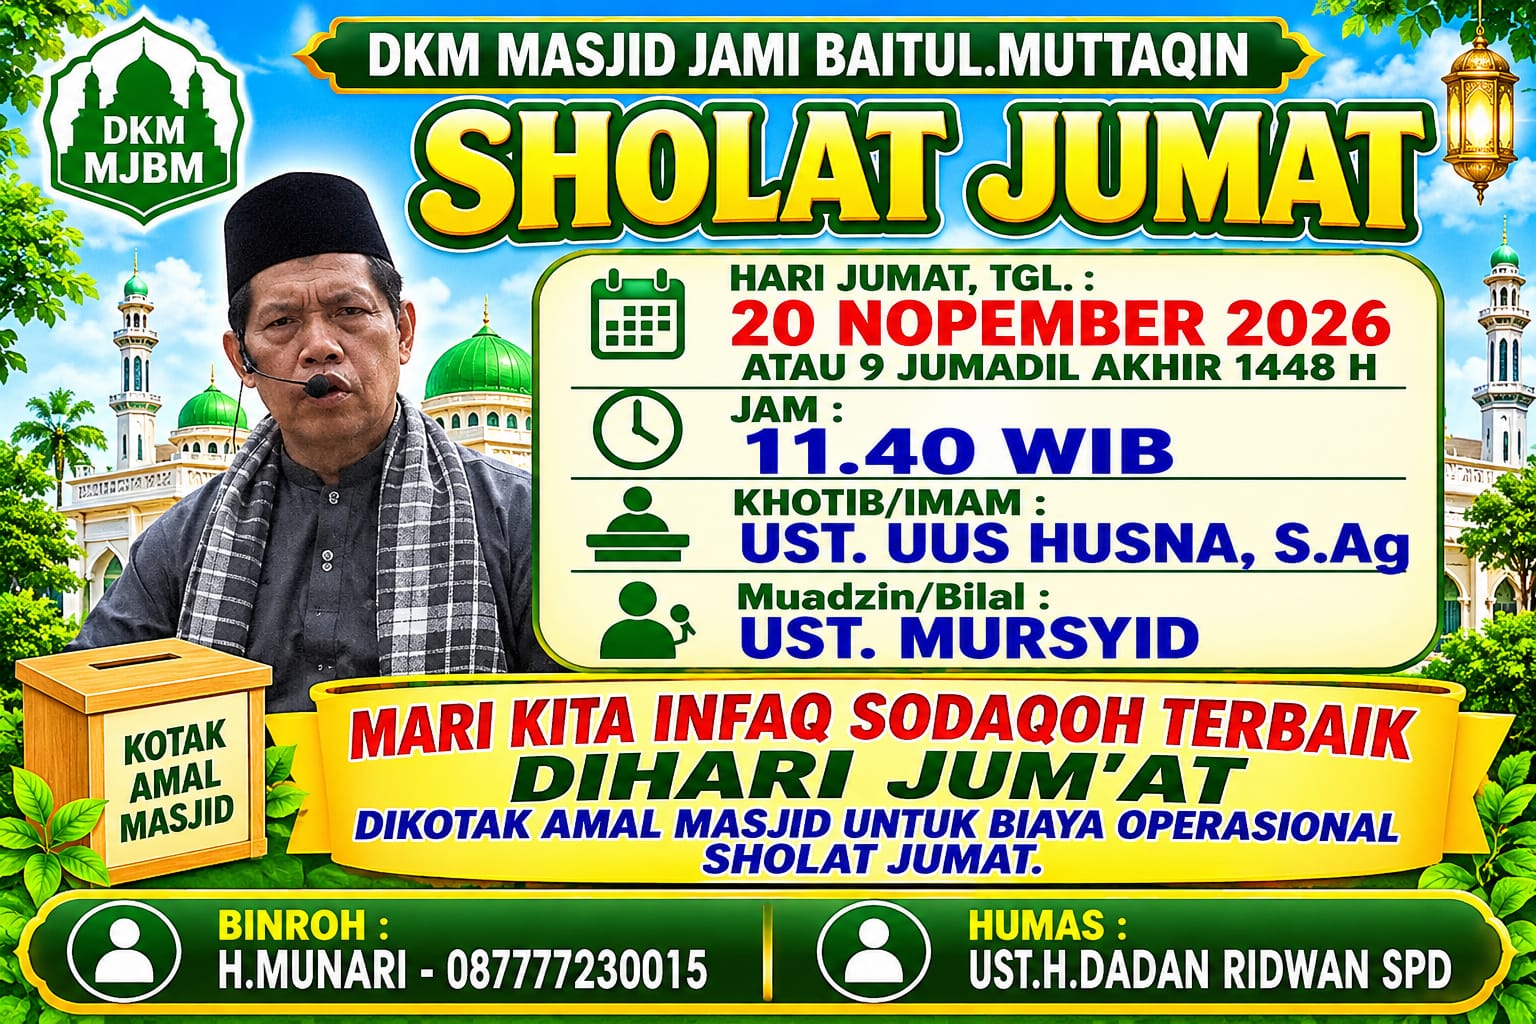 DKM MASJID JAMI BAITUL.MUTTAQIN
DKM
MJBM
SHOLAT JUMAT
HARI JUMAT, TGL. :
20 NOPEMBER 2026
ATAU 9 JUMADIL AKHIR 1448 H
JAM :
11.40 WIB
KHOTIB/IMAM :
UST. UUS HUSNA, S.Ag
Muadzin/Bilal :
UST. MURSYID
KOTAK
AMAL
MASJID
MARI KITA INFAQ SODAQOH TERBAIK
DIHARI JUM'AT
DIKOTAK AMAL MASJID UNTUK BIAYA OPERASIONAL
SHOLAT JUMAT.
BINROH :
H.MUNARI - 087777230015
HUMAS :
UST.H.DADAN RIDWAN SPD